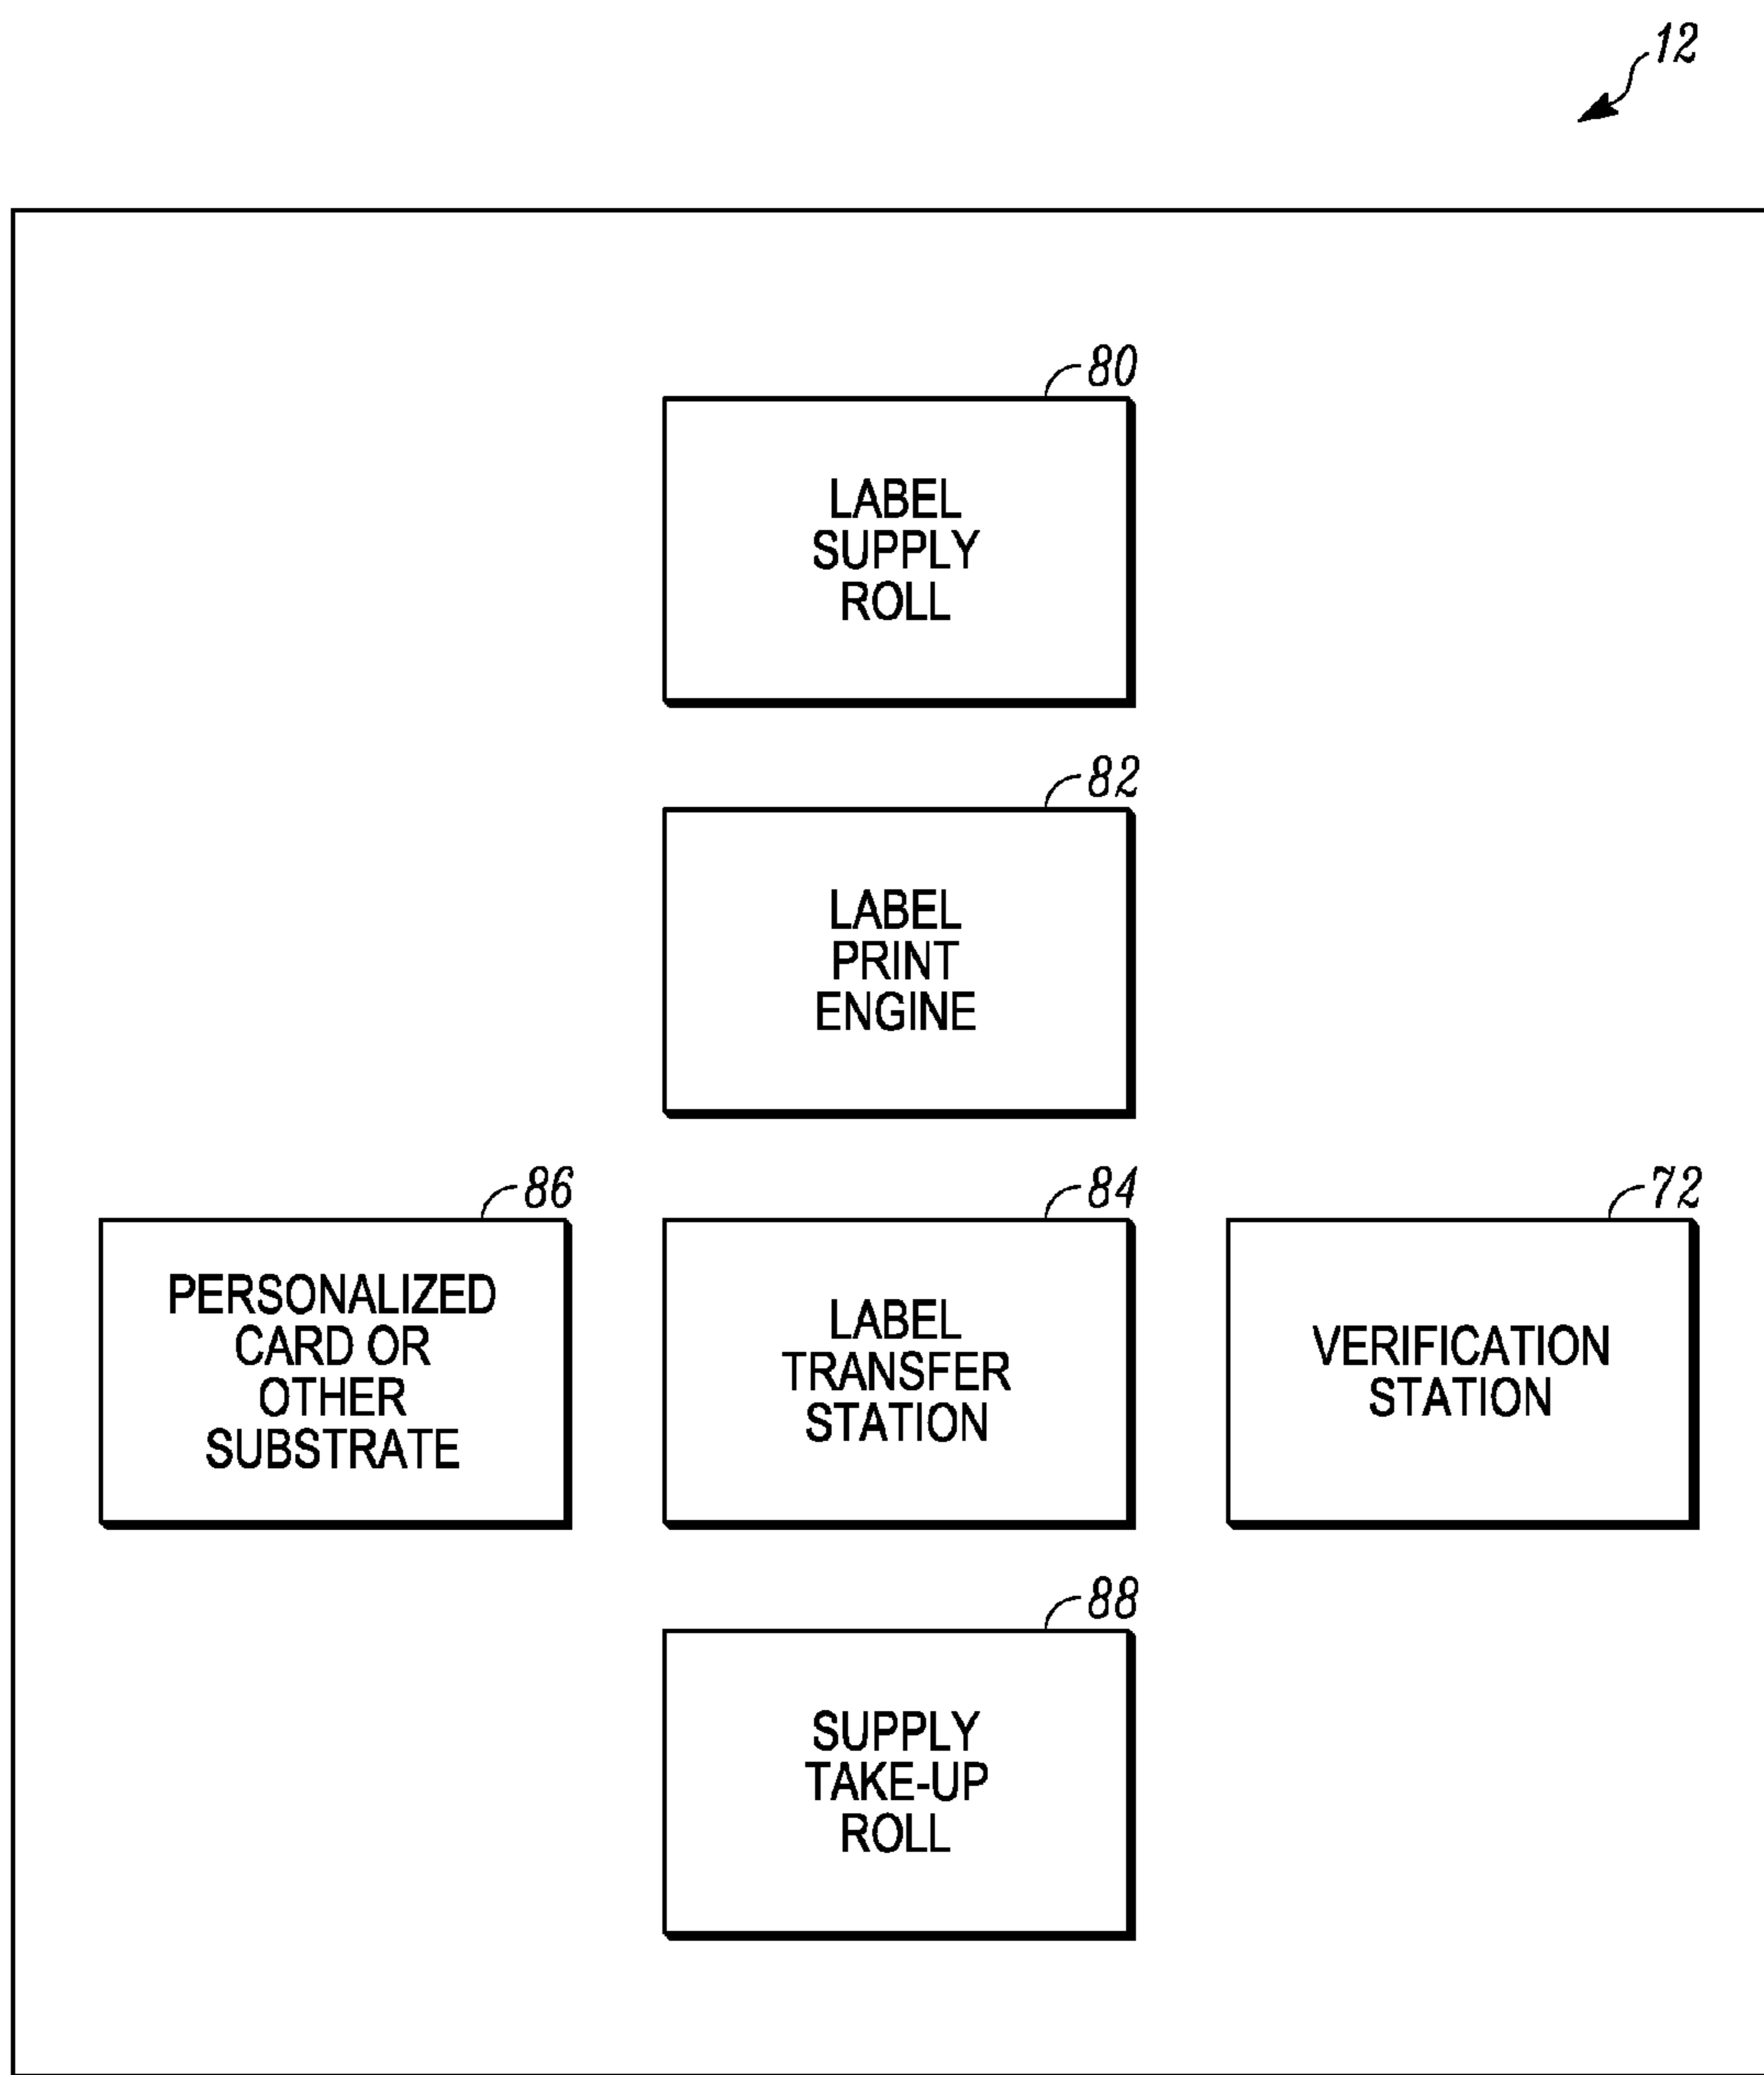 12
80
LABEL
SUPPLY
ROLL
82
LABEL
PRINT
ENGINE
86
PERSONALIZED
CARD OR
OTHER
SUBSTRATE
84
LABEL
TRANSFER
STATION
72
VERIFICATION
STATION
88
SUPPLY
TAKE-UP
ROLL